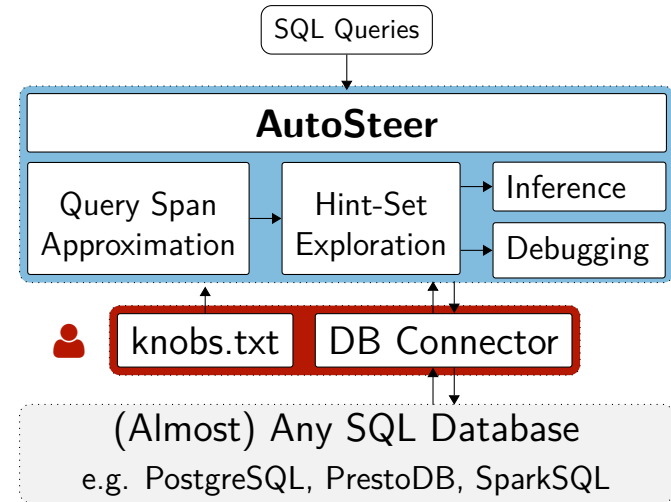 SQL Queries
AutoSteer
Query Span
Approximation
Hint-Set
Exploration
Inference
Debugging
knobs.txt
DB Connector
(Almost) Any SQL Database
e.g. PostgreSQL, PrestoDB, SparkSQL